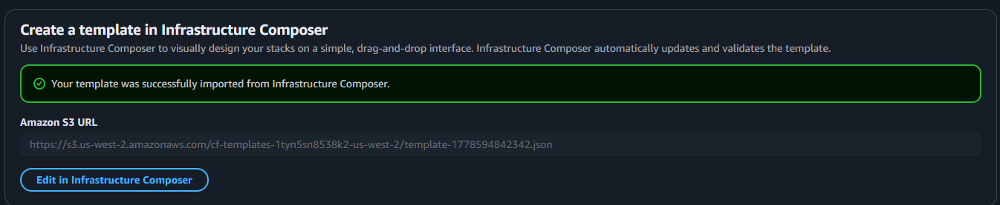 Create a template in Infrastructure Composer
Use Infrastructure Composer to visually design your stacks on a simple, drag-and-drop interface. Infrastructure Composer automatically updates and validates the template.
Your template was successfully imported from Infrastructure Composer.
Amazon S3 URL
https://s3.us-west-2.amazonaws.com/cf-templates-1tyn5sn8538k2-us-west-2/template-1778594842342.json
Edit in Infrastructure Composer